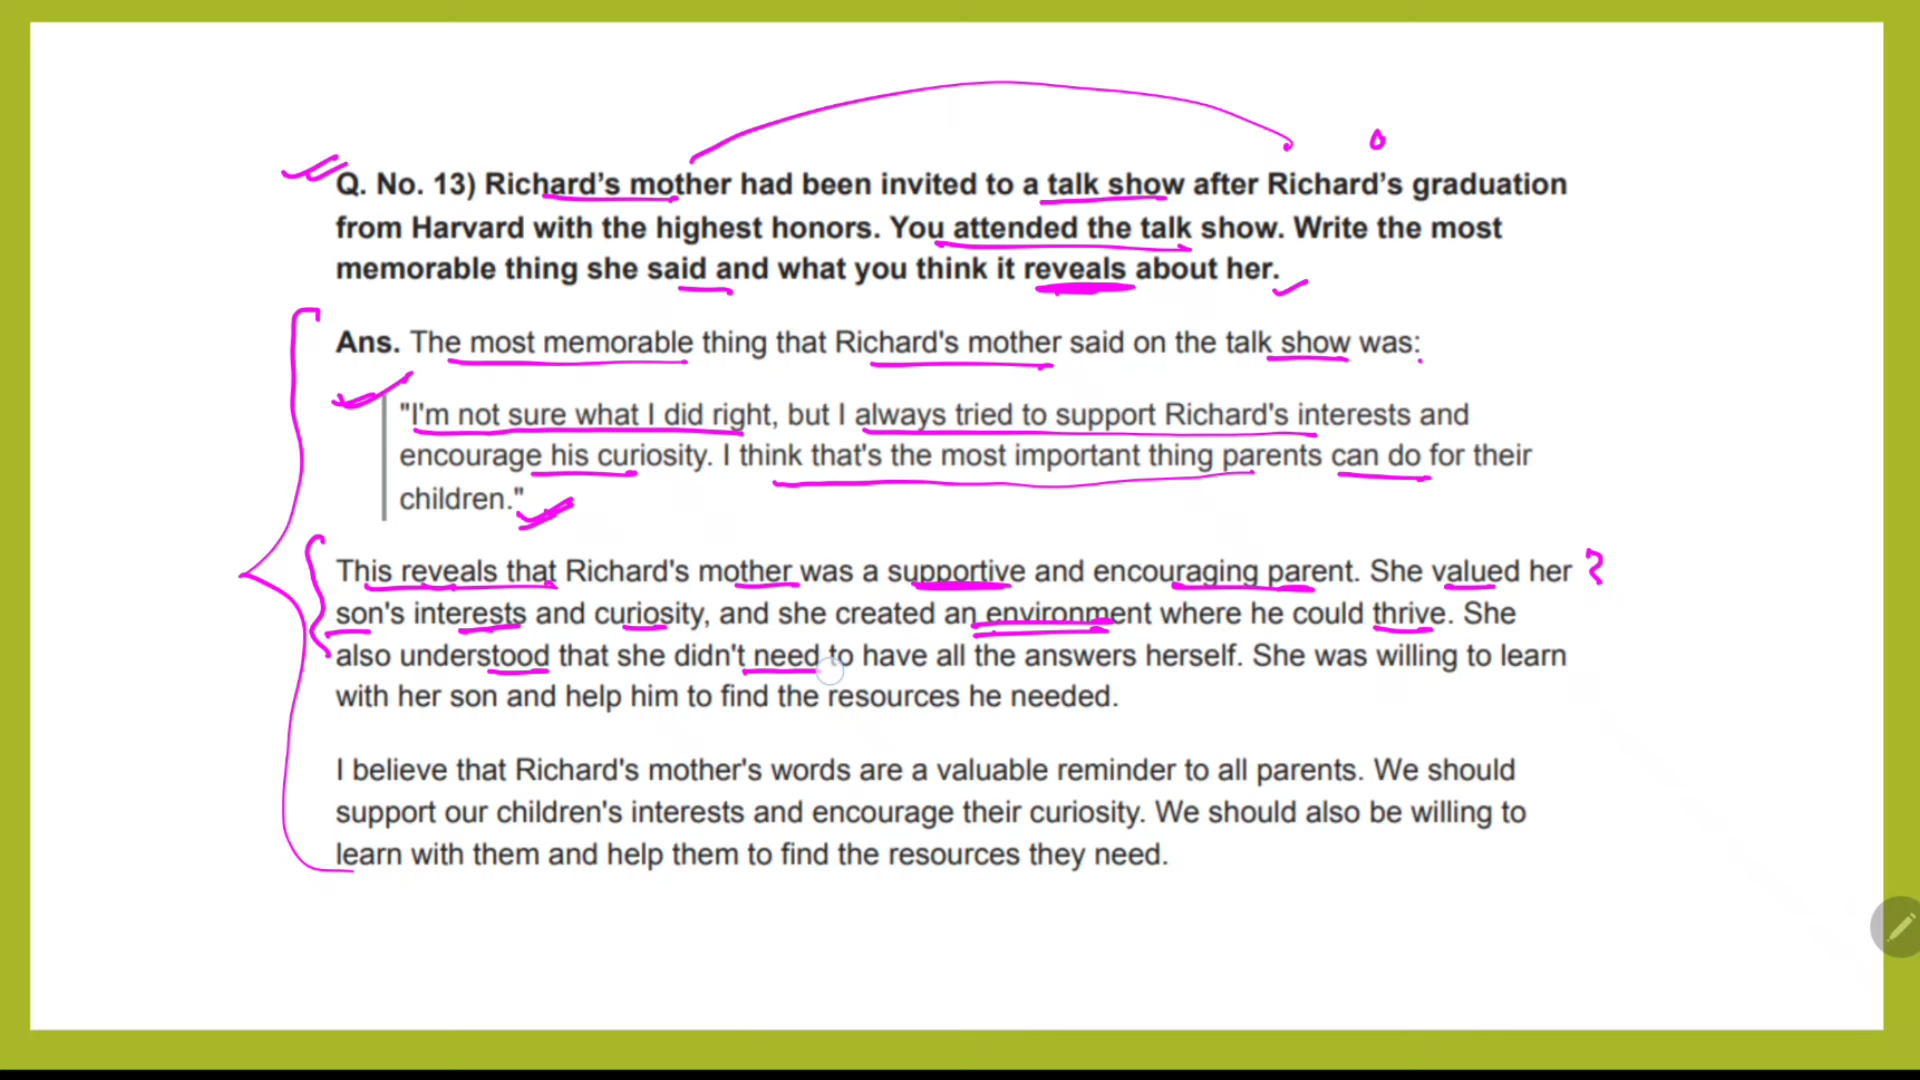 Q. No. 13) Richard's mother had been invited to a talk show after Richard's graduation
from Harvard with the highest honors. You attended the talk show. Write the most
memorable thing she said and what you think it reveals about her.
Ans. The most memorable thing that Richard's mother said on the talk show was:
"I'm not sure what I did right, but I always tried to support Richard's interests and
encourage his curiosity. I think that's the most important thing parents can do for their
children."
This reveals that Richard's mother was a supportive and encouraging parent. She valued her
son's interests and curiosity, and she created an environment where he could thrive. She
also understood that she didn't need to have all the answers herself. She was willing to learn
with her son and help him to find the resources he needed.
I believe that Richard's mother's words are a valuable reminder to all parents. We should
support our children's interests and encourage their curiosity. We should also be willing to
learn with them and help them to find the resources they need.